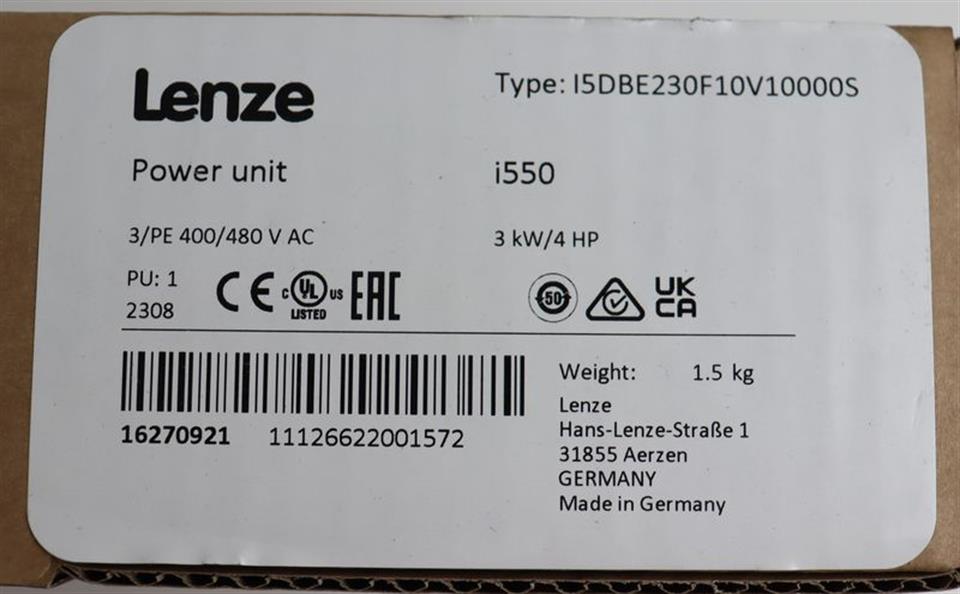 Lenze
Type: I5DBE230F10V10000S
Power unit
i550
3/PE 400/480 V AC
3 kW/4 HP
PU: 1
2308
CE
c UL US
LISTED
EAC
50
UK
CA
16270921 11126622001572
Weight: 1.5 kg
Lenze
Hans-Lenze-Straße 1
31855 Aerzen
GERMANY
Made in Germany